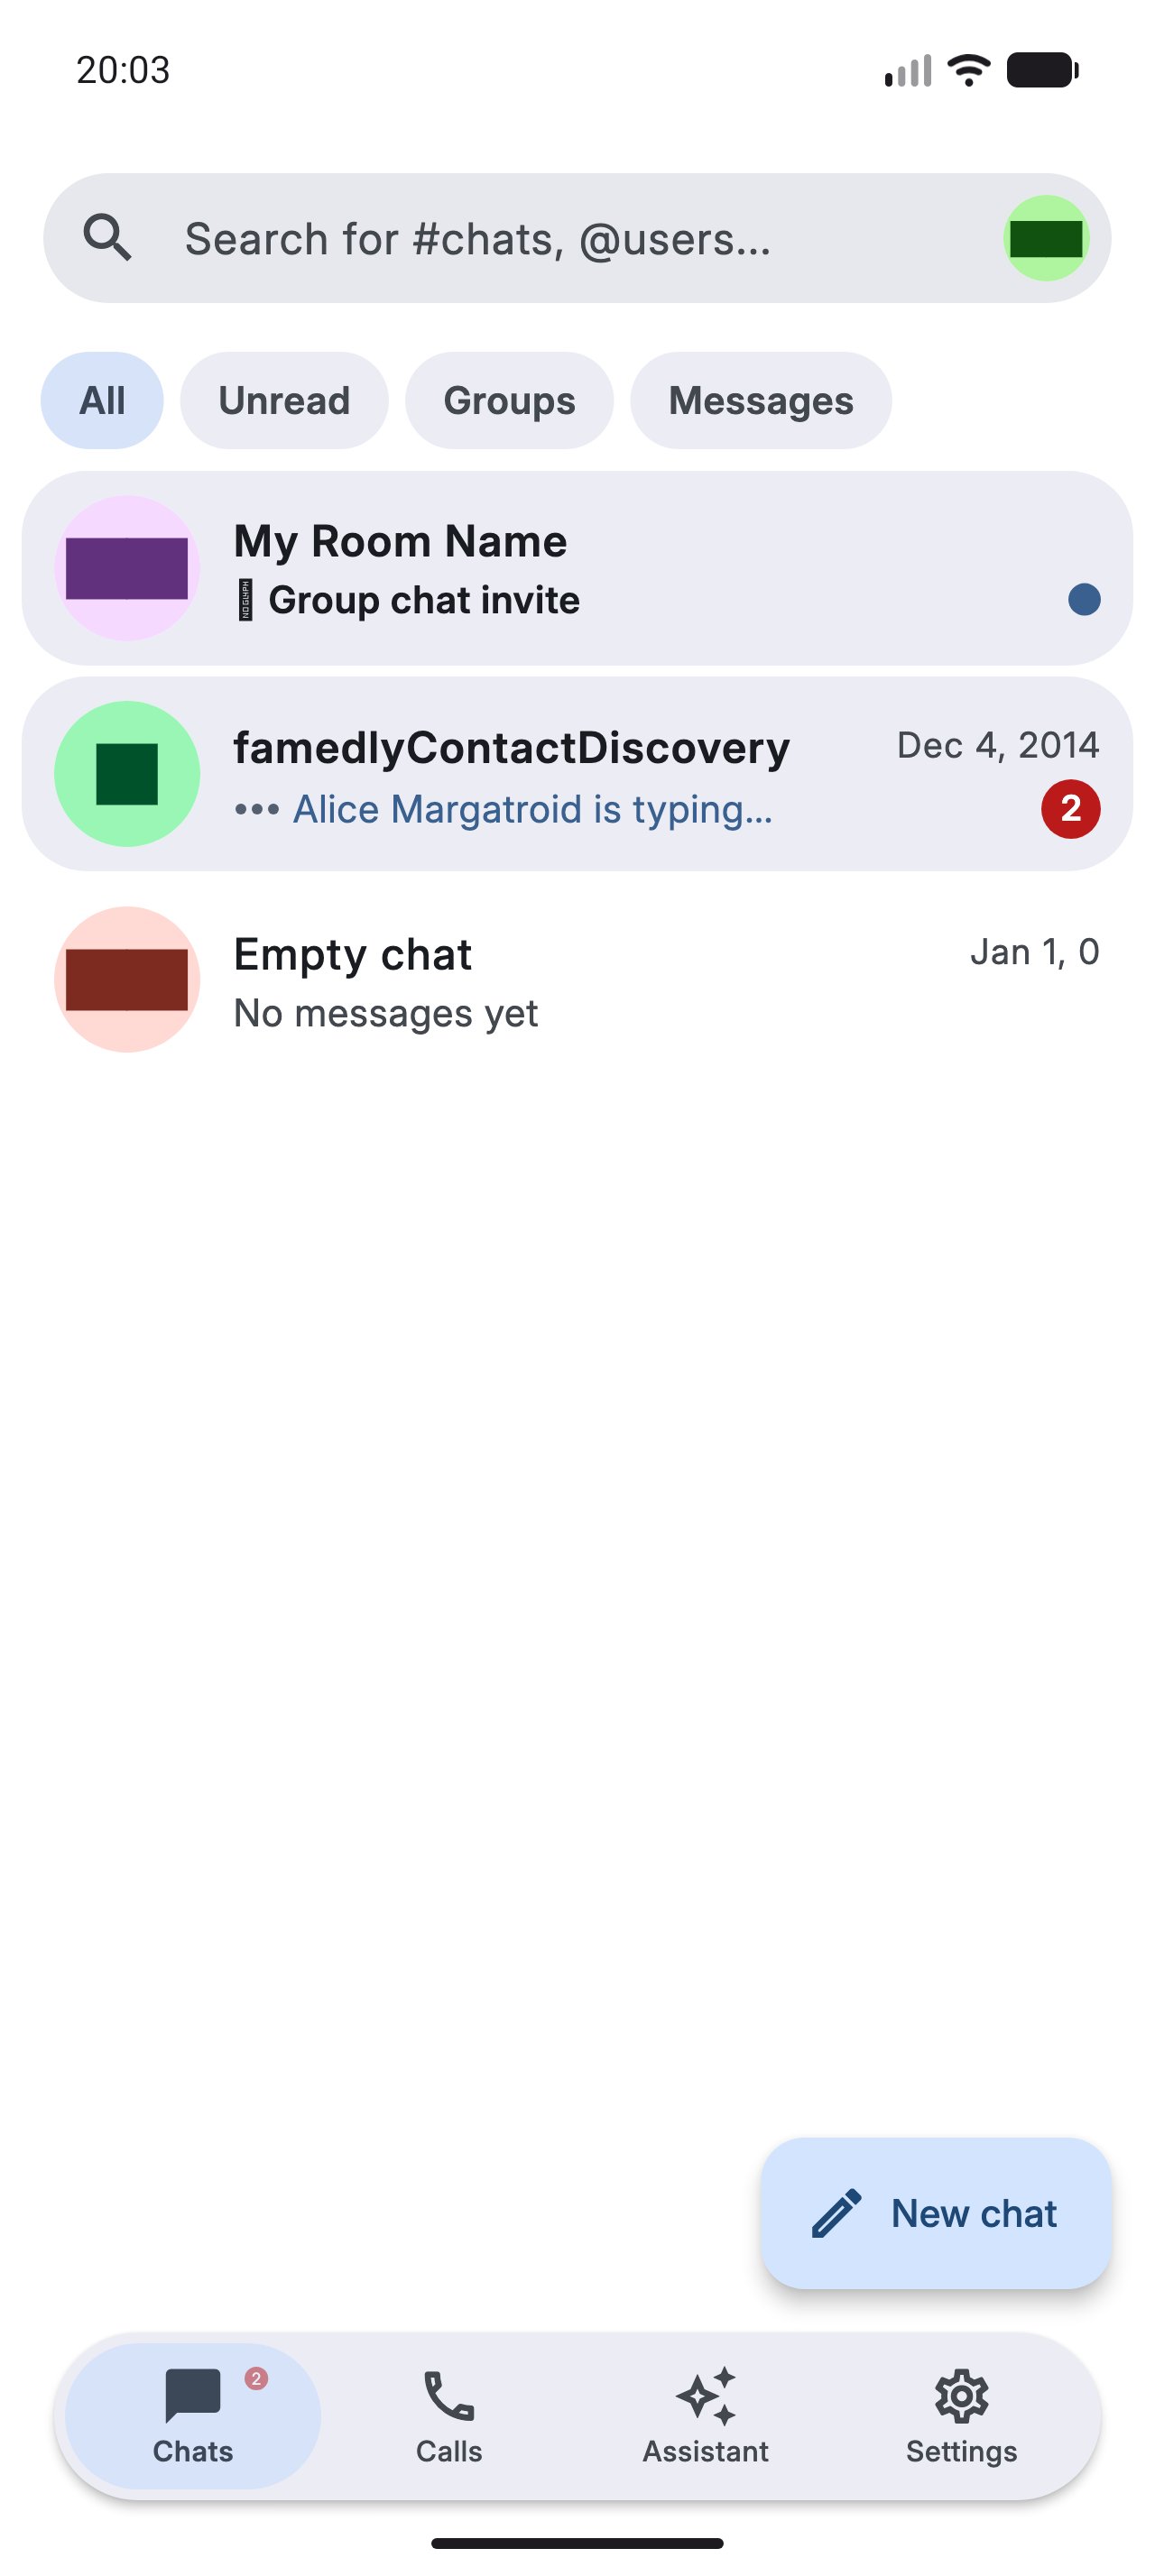 20:03
Search for #chats, @users...
All
Unread
Groups
Messages
My Room Name
Group chat invite
famedlyContactDiscovery
Dec 4, 2014
••• Alice Margatroid is typing...
2
Empty chat
Jan 1, 0
No messages yet
New chat
2
Chats
Calls
Assistant
Settings